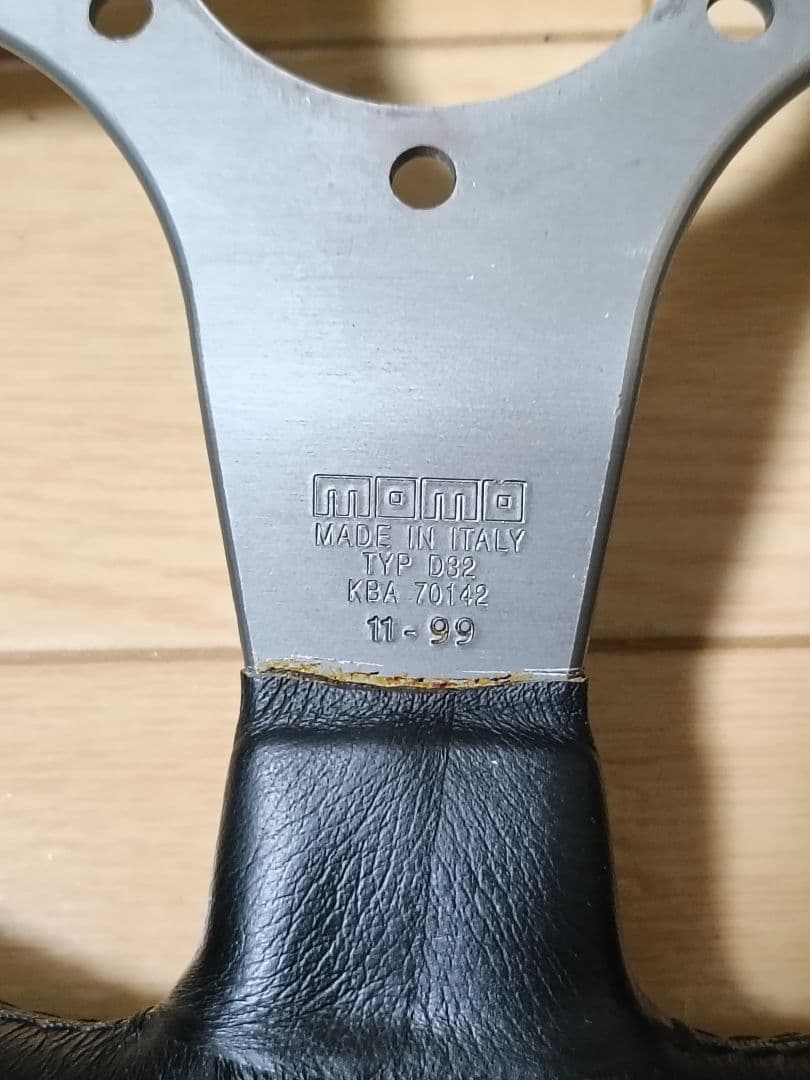 momo
MADE IN ITALY
TYP D32
KBA 70142
11-99